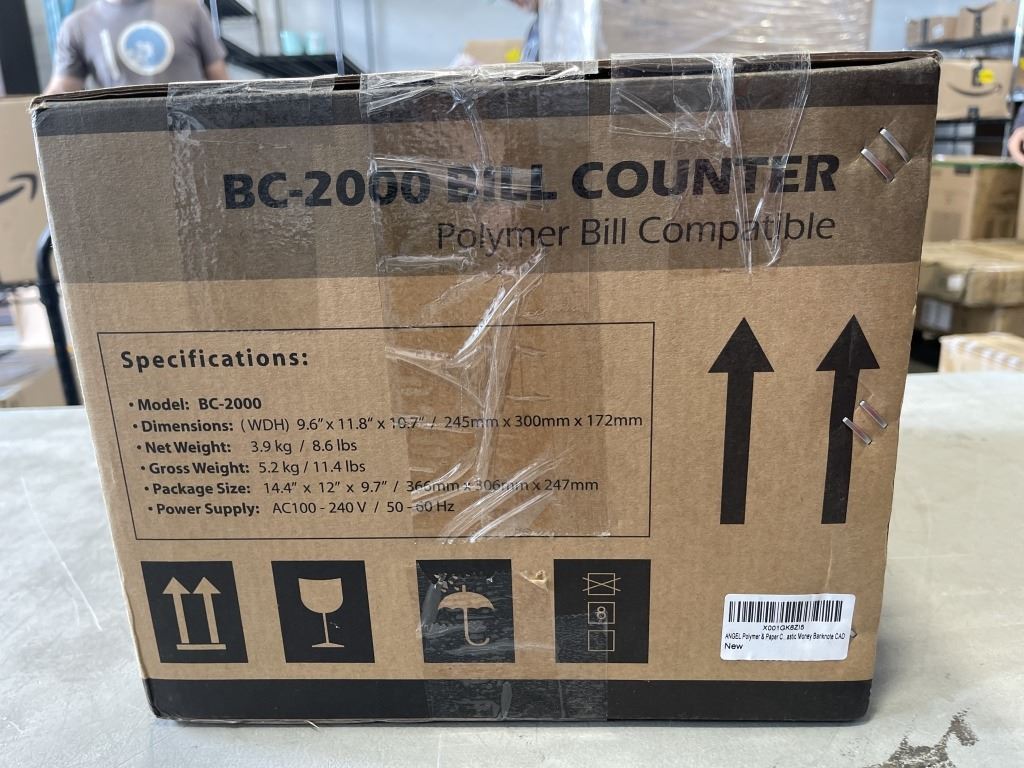 BC-2000 BILL COUNTER
Polymer Bill Compatible
Specifications:
• Model: BC-2000
• Dimensions: (WDH) 9.6" x 11.8" x 10.7" / 245mm x 300mm x 172mm
• Net Weight: 3.9 kg / 8.6 lbs
• Gross Weight: 5.2 kg / 11.4 lbs
• Package Size: 14.4" x 12" x 9.7" / 366mm x 306mm x 247mm
• Power Supply: AC100 - 240 V / 50 - 60 Hz
8
X001GK8ZI5
ANGEL Polymer & Paper C.. astic Money Banknote CAD
New